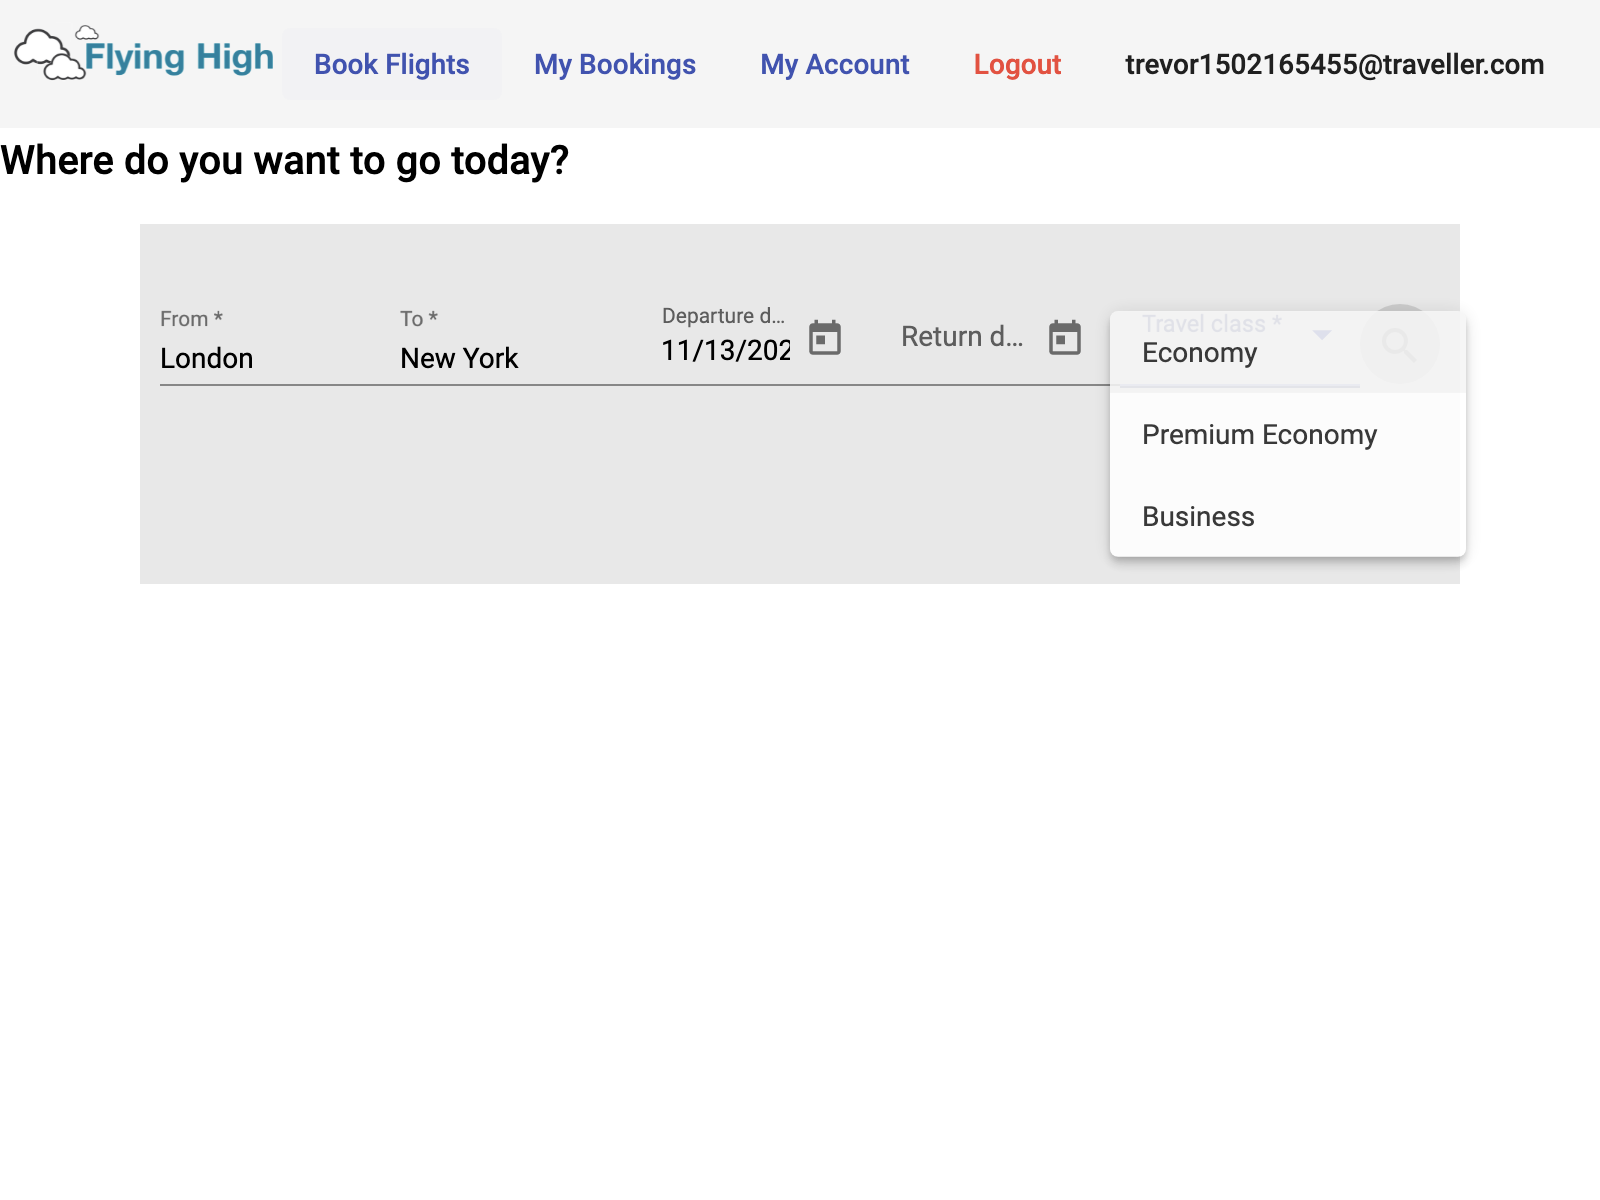 Flying High
Book Flights
My Bookings
My Account
Logout
trevor1502165455@traveller.com
Where do you want to go today?
From *
To *
Departure d...
Return d...
Travel class *
London
New York
11/13/202
Economy
Premium Economy
Business